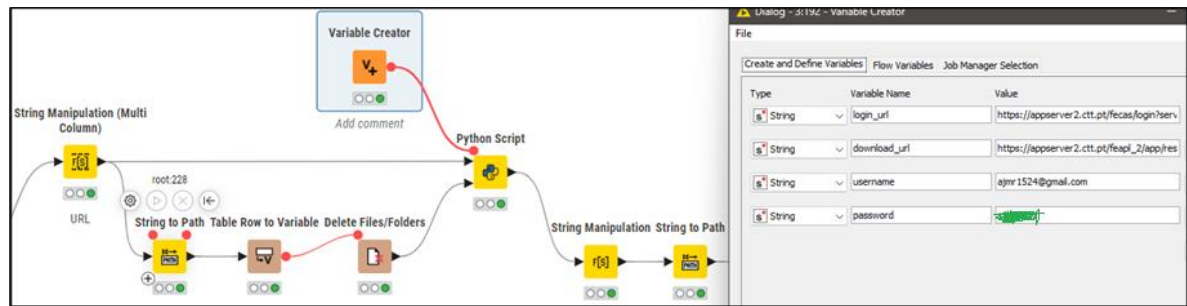 Variable Creator
V+
Add comment
String Manipulation (Multi
Column)
f[S]
URL
root:228
String to Path
PATH
Table Row to Variable
Delete Files/Folders
Python Script
String Manipulation
f[S]
String to Path
PATH
Dialog - 3:192 - Variable Creator
File
Create and Define Variables Flow Variables Job Manager Selection
Type Variable Name Value
s String login_url https://appserver2.ctt.pt/fecas/login?serv
s String download_url https://appserver2.ctt.pt/feapl_2/app/res
s String username ajmr1524@gmail.com
s String password